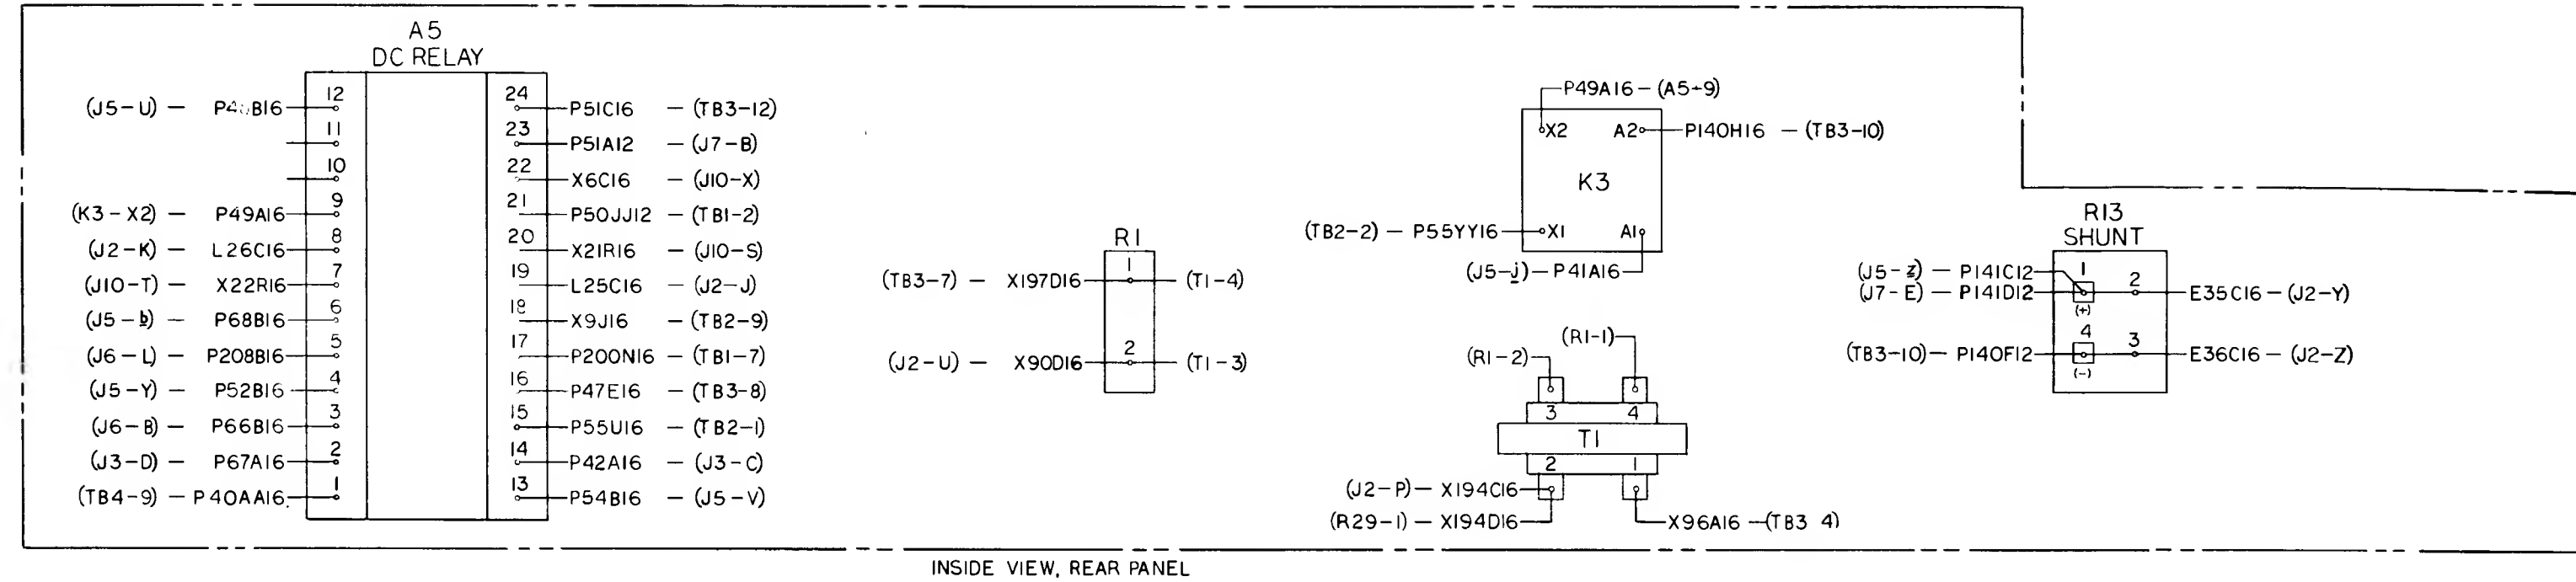 A5
DC RELAY
(J5-U) — 12
24 P51C16 — (TB3-12)
11
23 P51A12 — (J7-B)
10
22 X6C16 — (J10-X)
(K3-X2) — P49A16 9
21 P50JJ12 — (TB1-2)
(J2-K) — L26C16 8
20 X21R16 — (J10-S)
(J10-T) — X22R16 7
19 L25C16 — (J2-J)
(J5-b) — P68B16 6
18 X9J16 — (TB2-9)
(J6-L) — P208B16 5
17 P200N16 — (TB1-7)
(J5-Y) — P52B16 4
16 P47E16 — (TB3-8)
(J6-B) — P66B16 3
15 P55U16 — (TB2-1)
(J3-D) — P67A16 2
14 P42A16 — (J3-C)
(TB4-9) — P40AA16 1
13 P54B16 — (J5-V)
R1
(TB3-7) — X197D16 1 (T1-4)
(J2-U) — X90D16 2 (T1-3)
P49A16 — (A5-9)
X2 A2 P140H16 — (TB3-10)
K3
(TB2-2) — P55YY16 X1 A1
(J5-j) — P41A16
(R1-1)
(R1-2)
3 4
T1
2 1
(J2-P) — X194C16
(R29-1) — X194D16
X96A16 — (TB3 4)
R13
SHUNT
(J5-z) — P141C12 1
(J7-E) — P141D12 2 E35C16 — (J2-Y)
(+)
(TB3-10) — P140F12 4 3 E36C16 — (J2-Z)
(-)
INSIDE VIEW, REAR PANEL